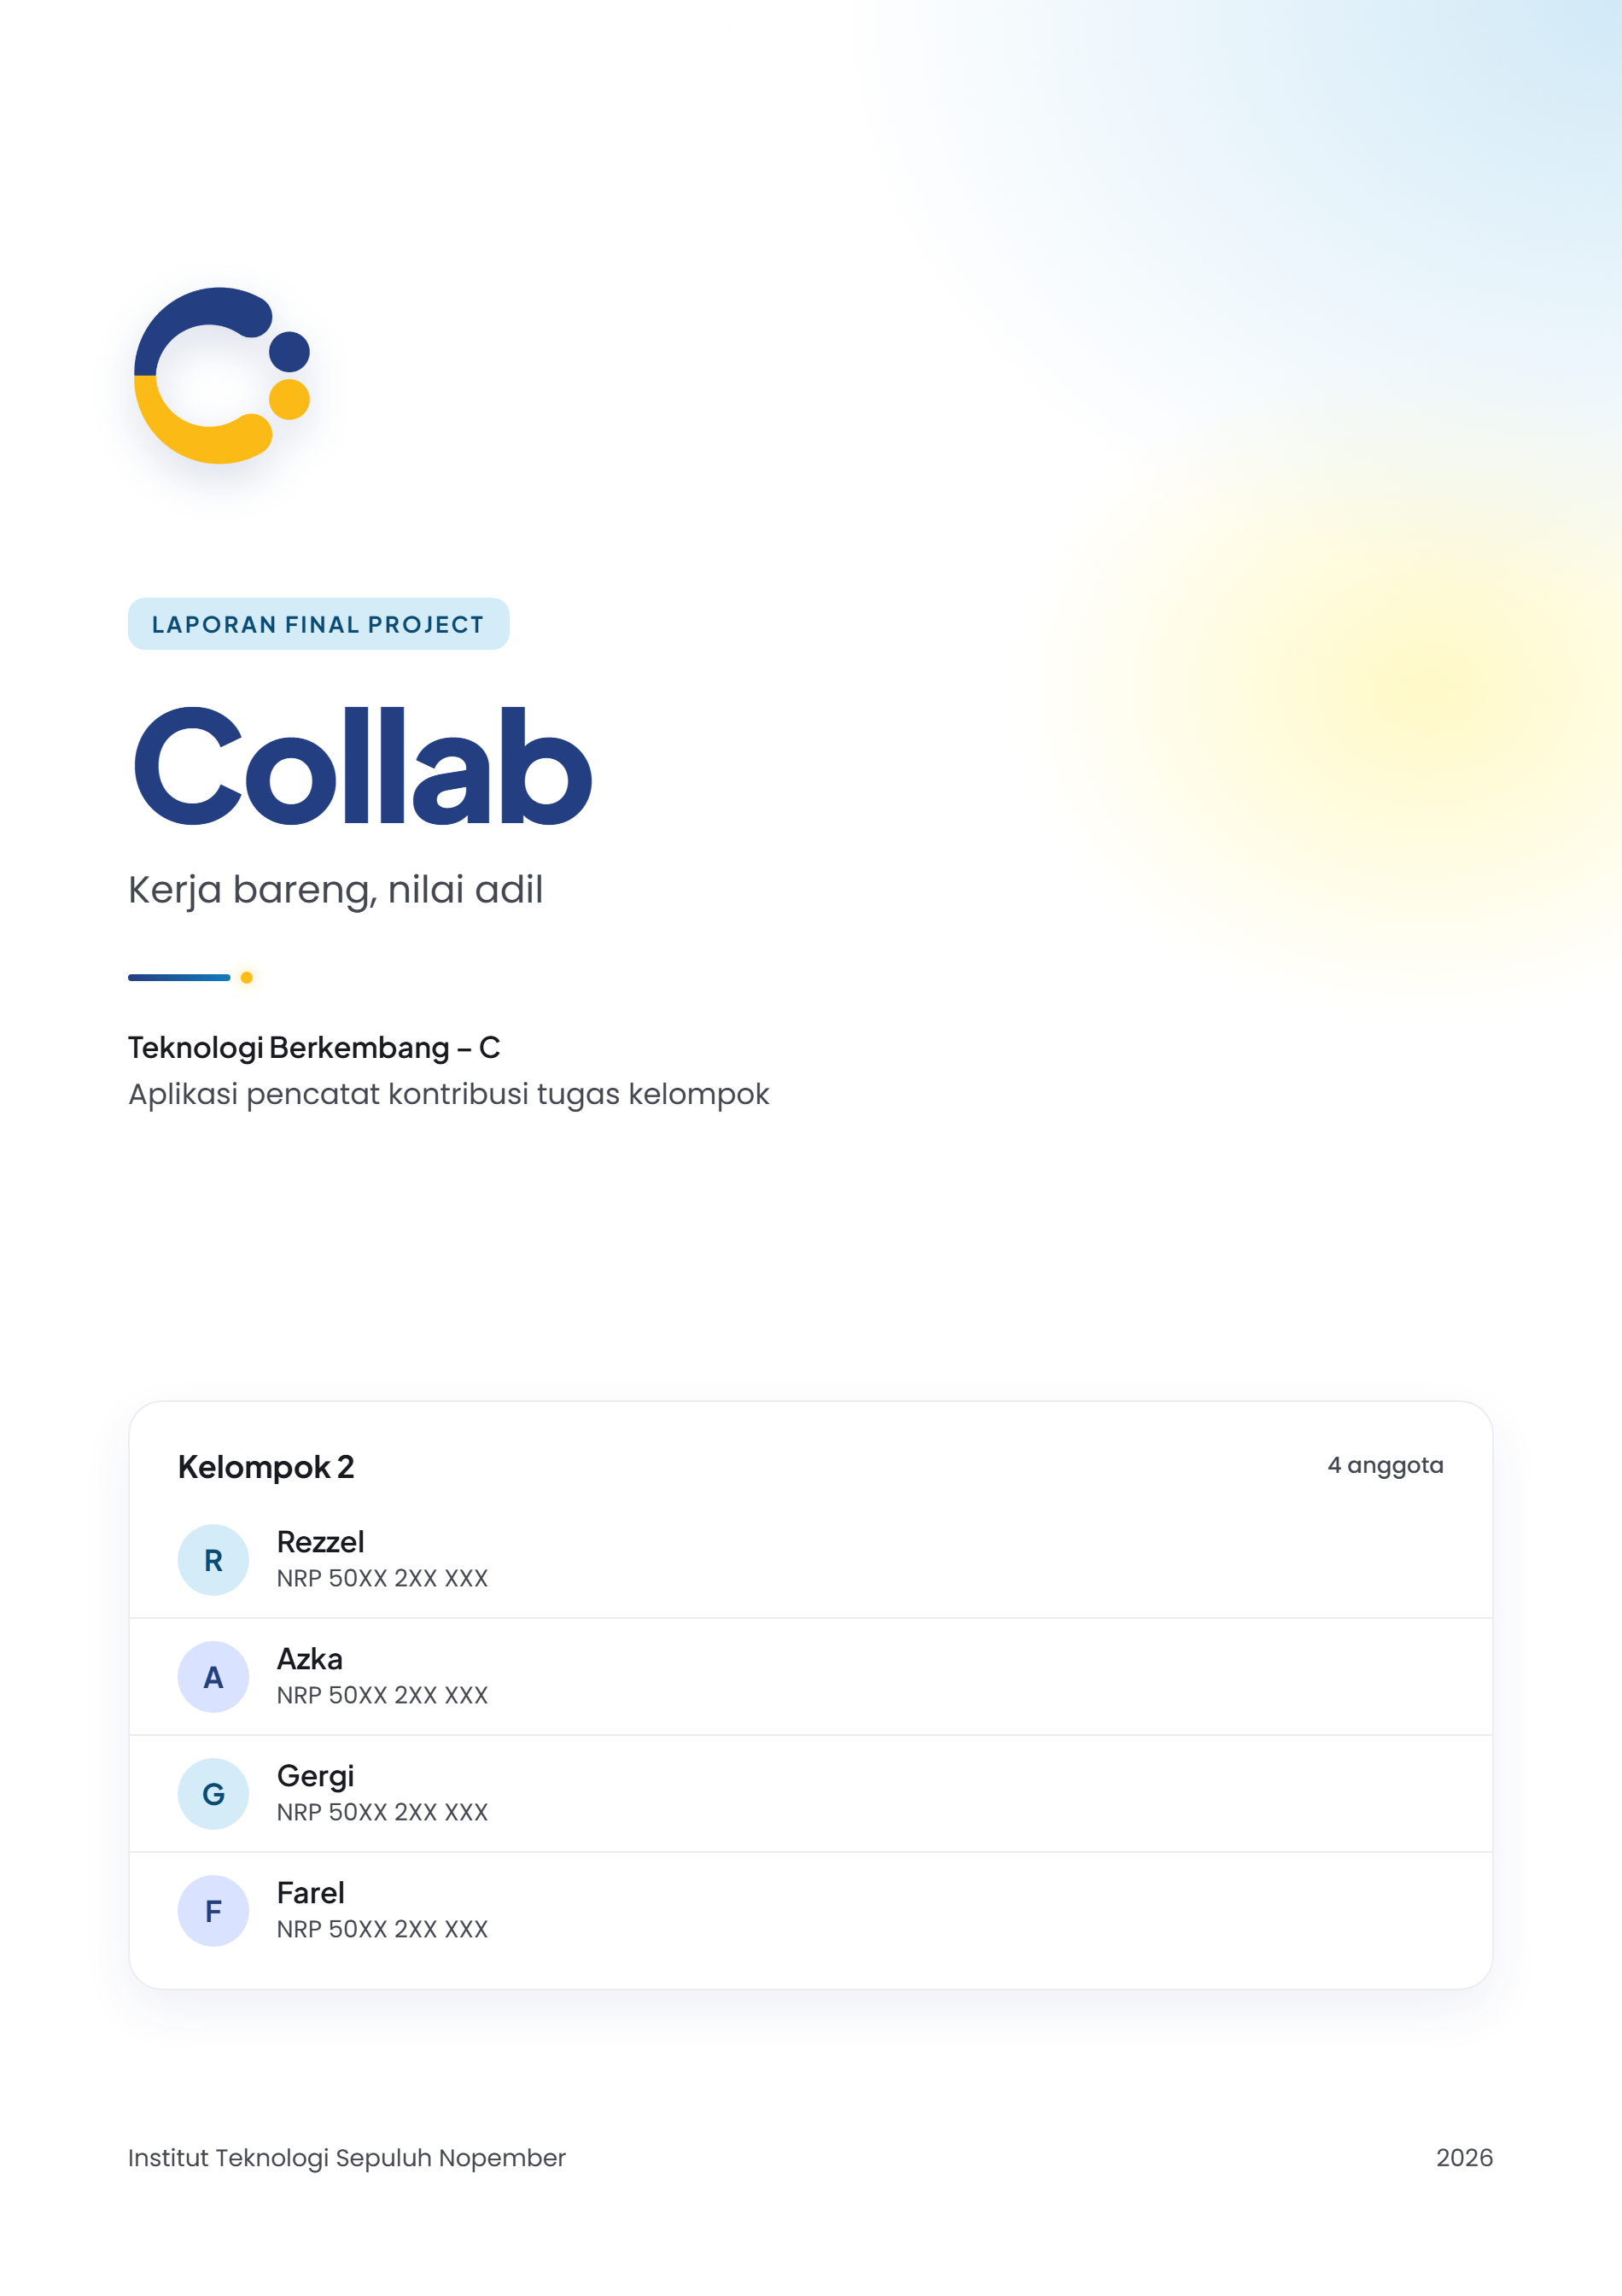 LAPORAN FINAL PROJECT
Collab
Kerja bareng, nilai adil
Teknologi Berkembang – C
Aplikasi pencatat kontribusi tugas kelompok
Kelompok 2
4 anggota
R
Rezzel
NRP 50XX 2XX XXX
A
Azka
NRP 50XX 2XX XXX
G
Gergi
NRP 50XX 2XX XXX
F
Farel
NRP 50XX 2XX XXX
Institut Teknologi Sepuluh Nopember
2026